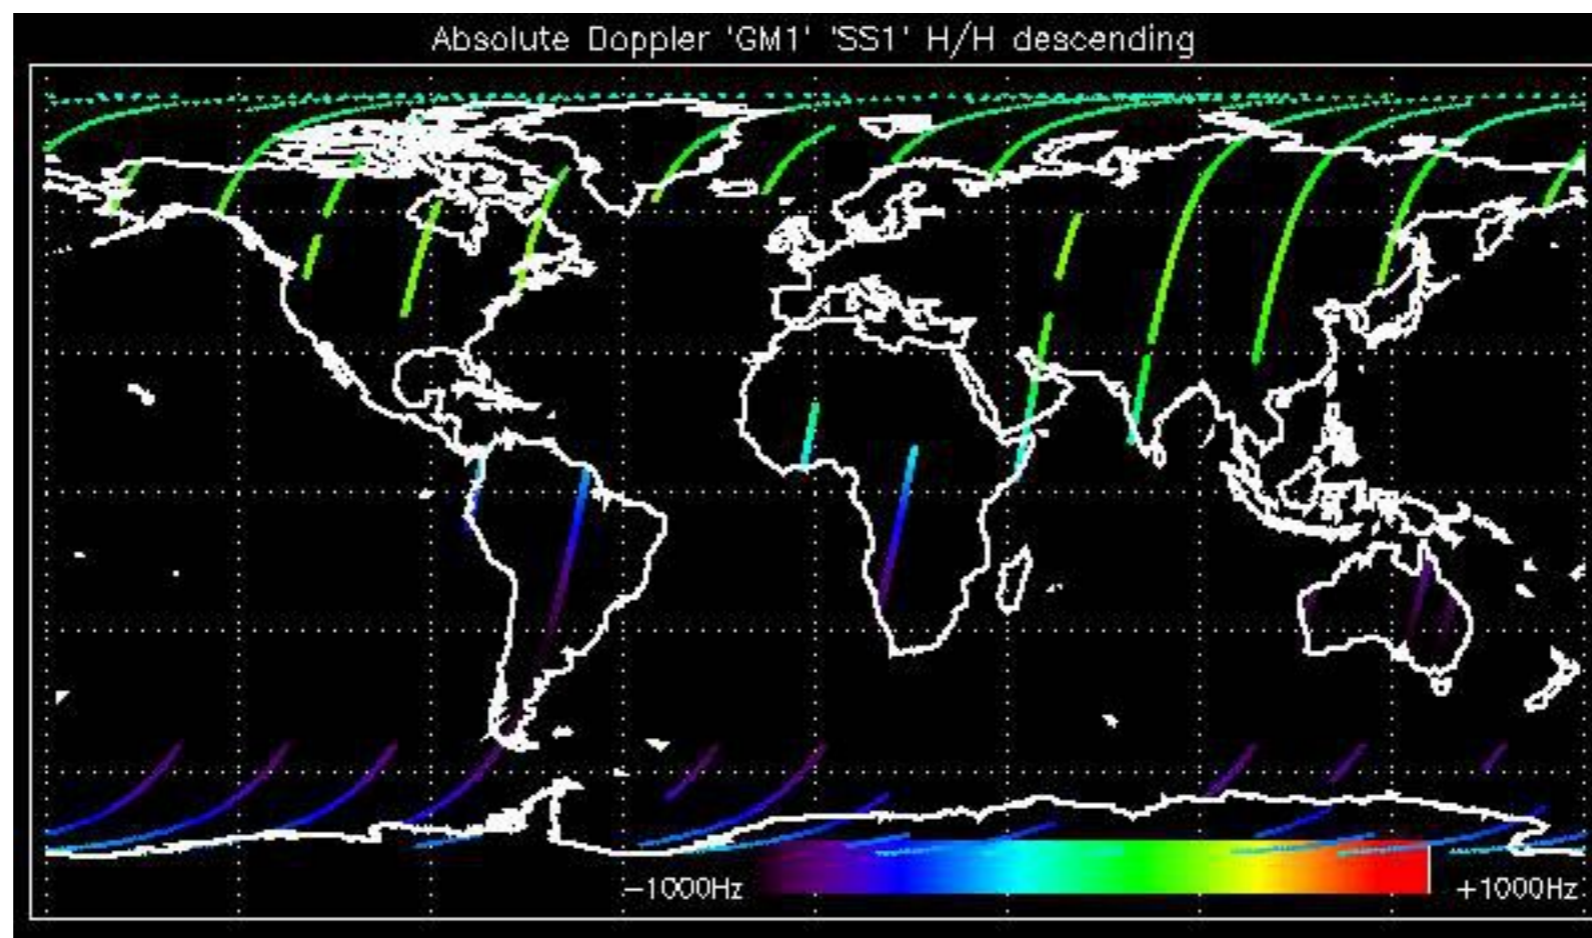 Absolute Doppler 'GM1' 'SS1' H/H descending
-1000Hz
+1000Hz